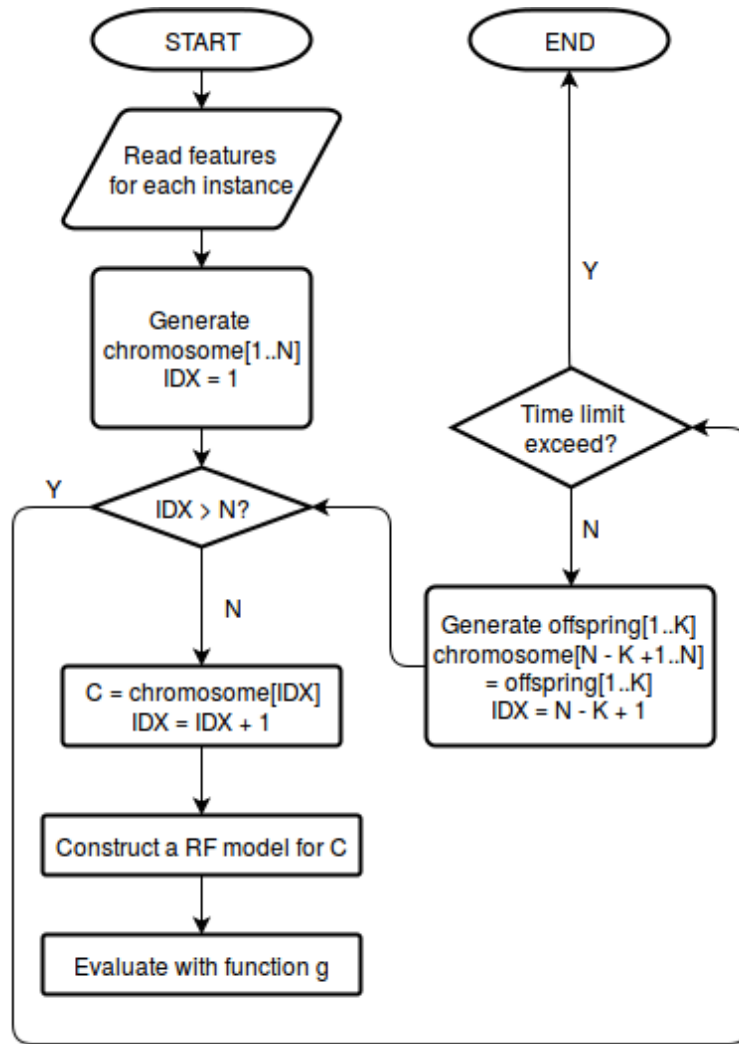 START
Read features
for each instance
Generate
chromosome[1..N]
IDX = 1
IDX > N?
Y
N
C = chromosome[IDX]
IDX = IDX + 1
Construct a RF model for C
Evaluate with function g
END
Y
Time limit
exceed?
N
Generate offspring[1..K]
chromosome[N - K +1..N]
= offspring[1..K]
IDX = N - K + 1